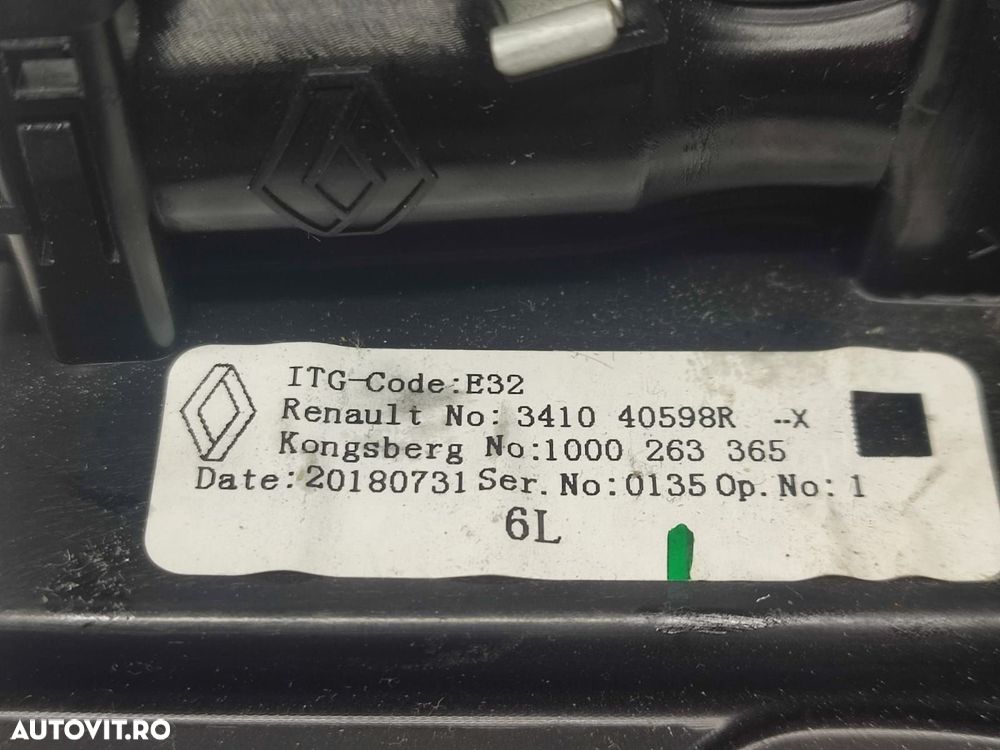 ITG-Code:E32
Renault No: 3410 40598R --X
Kongsberg No:1000 263 365
Date:20180731 Ser.No:0135 Op.No: 1
6L
AUTOVIT.RO